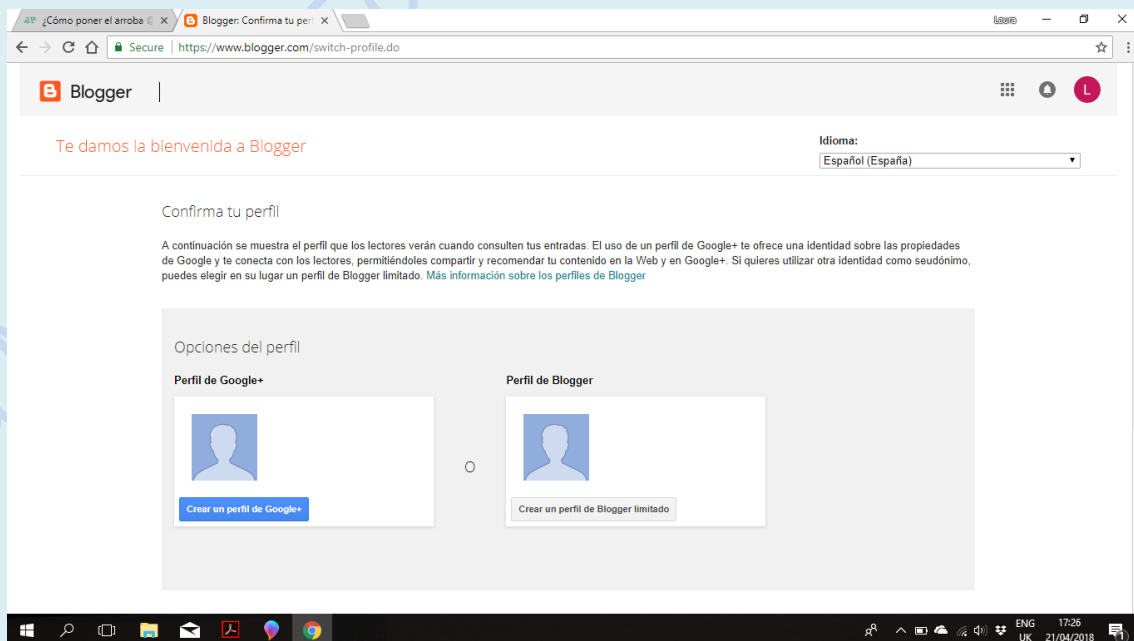 ¿Cómo poner el arroba
Blogger: Confirma tu per
Laura
Secure | https://www.blogger.com/switch-profile.do
Blogger
L
Te damos la bienvenida a Blogger
Idioma:
Español (España)
Confirma tu perfil
A continuación se muestra el perfil que los lectores verán cuando consulten tus entradas. El uso de un perfil de Google+ te ofrece una identidad sobre las propiedades
de Google y te conecta con los lectores, permitiéndoles compartir y recomendar tu contenido en la Web y en Google+. Si quieres utilizar otra identidad como seudónimo,
puedes elegir en su lugar un perfil de Blogger limitado. Más información sobre los perfiles de Blogger
Opciones del perfil
Perfil de Google+
Perfil de Blogger
O
Crear un perfil de Google+
Crear un perfil de Blogger limitado
ENG
UK
17:26
21/04/2018